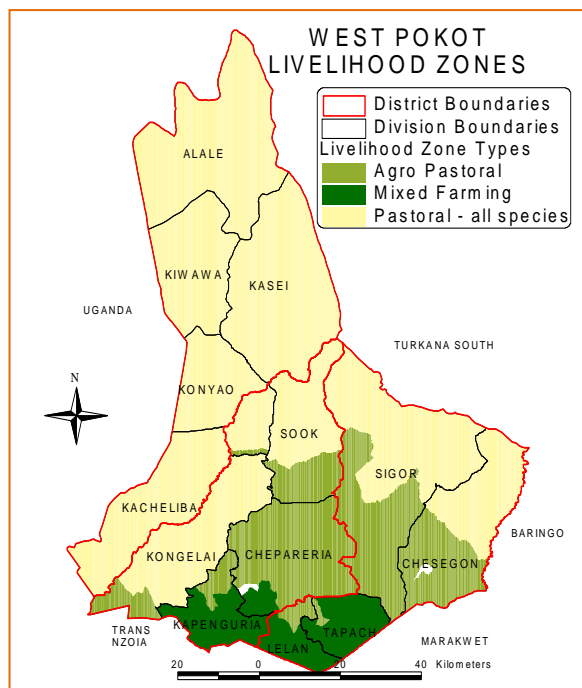 WEST POKOT
LIVELIHOOD ZONES
District Boundaries
Division Boundaries
Livelihood Zone Types
Agro Pastoral
Mixed Farming
Pastoral - all species
ALALE
KIWAWA
KASEI
UGANDA
TURKANA SOUTH
N
KONYAO
SOOK
SIGOR
KACHELIBA
BARINGO
KONGELAI
CHEPARERIA
CHESEGON
KAPENGURIA
TRANS
NZOIA
TAPACH
MARAKWET
LELAN
20 0 20 40 Kilometers